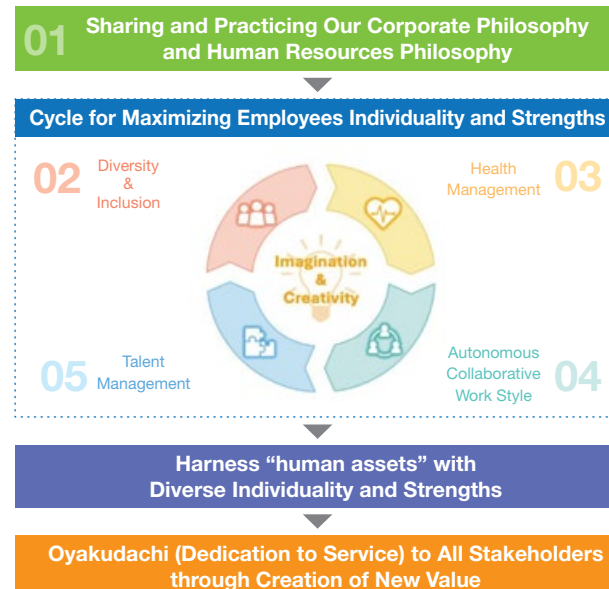 01
Sharing and Practicing Our Corporate Philosophy
and Human Resources Philosophy
Cycle for Maximizing Employees Individuality and Strengths
02
Diversity
&
Inclusion
Health
Management
03
Imagination
&
Creativity
05
Talent
Management
Autonomous
Collaborative
Work Style
04
Harness “human assets” with
Diverse Individuality and Strengths
Oyakudachi (Dedication to Service) to All Stakeholders
through Creation of New Value